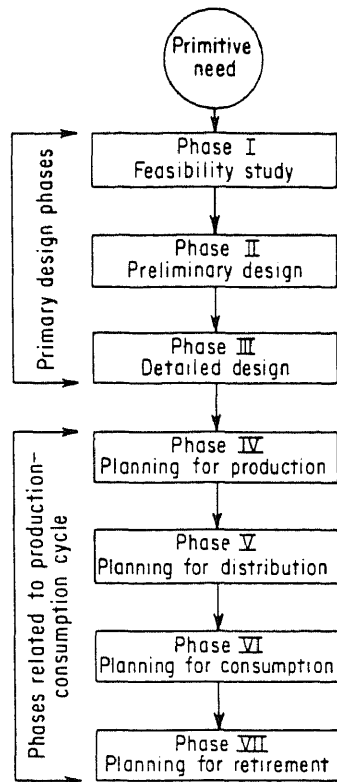 Primitive
need
Phase I
Feasibility study
Phase II
Preliminary design
Phase III
Detailed design
Primary design phases
Phase IV
Planning for production
Phase V
Planning for distribution
Phase VI
Planning for consumption
Phase VII
Planning for retirement
Phases related to production-
consumption cycle